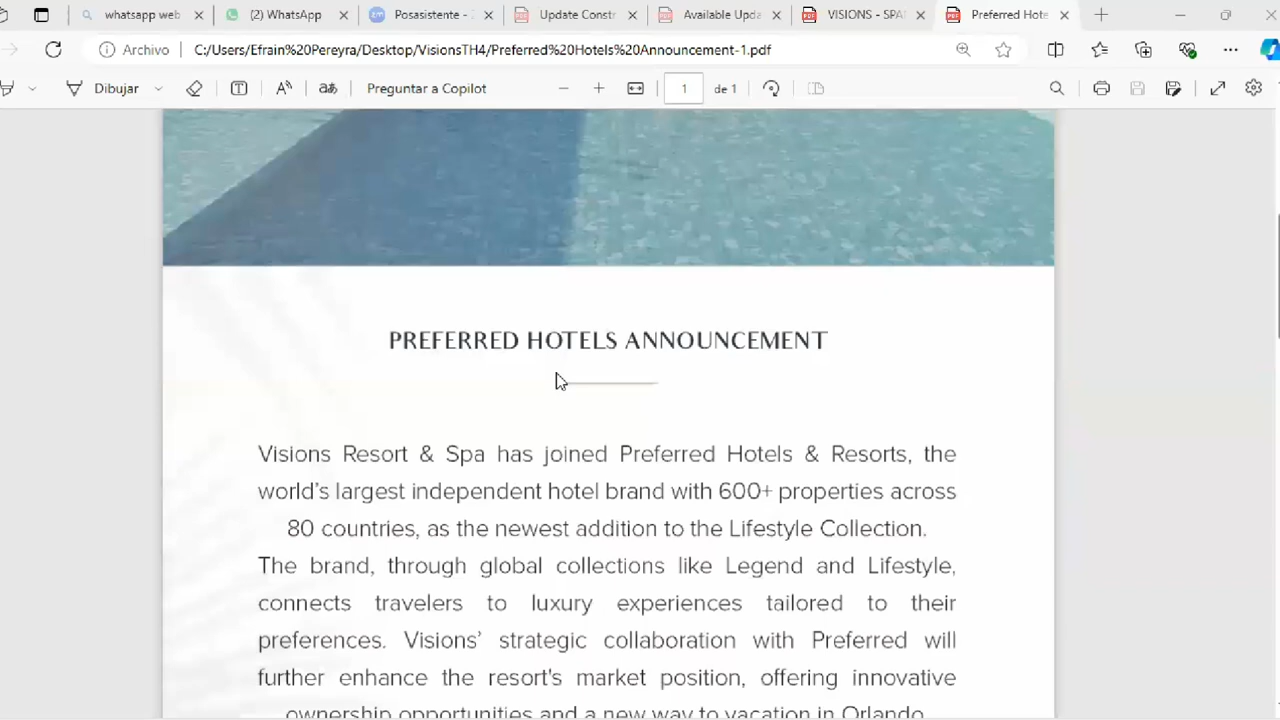 whatsapp web
(2) WhatsApp
Posasistente - Z
Update Constr
Available Upda
VISIONS - SPAN
Preferred Hote
Archivo
C:/Users/Efrain%20Pereyra/Desktop/VisionsTH4/Preferred%20Hotels%20Announcement-1.pdf
Dibujar
Preguntar a Copilot
1
de 1
PREFERRED HOTELS ANNOUNCEMENT
Visions Resort & Spa has joined Preferred Hotels & Resorts, the
world's largest independent hotel brand with 600+ properties across
80 countries, as the newest addition to the Lifestyle Collection.
The brand, through global collections like Legend and Lifestyle,
connects travelers to luxury experiences tailored to their
preferences. Visions' strategic collaboration with Preferred will
further enhance the resort's market position, offering innovative
ownership opportunities and a new way to vacation in Orlando.